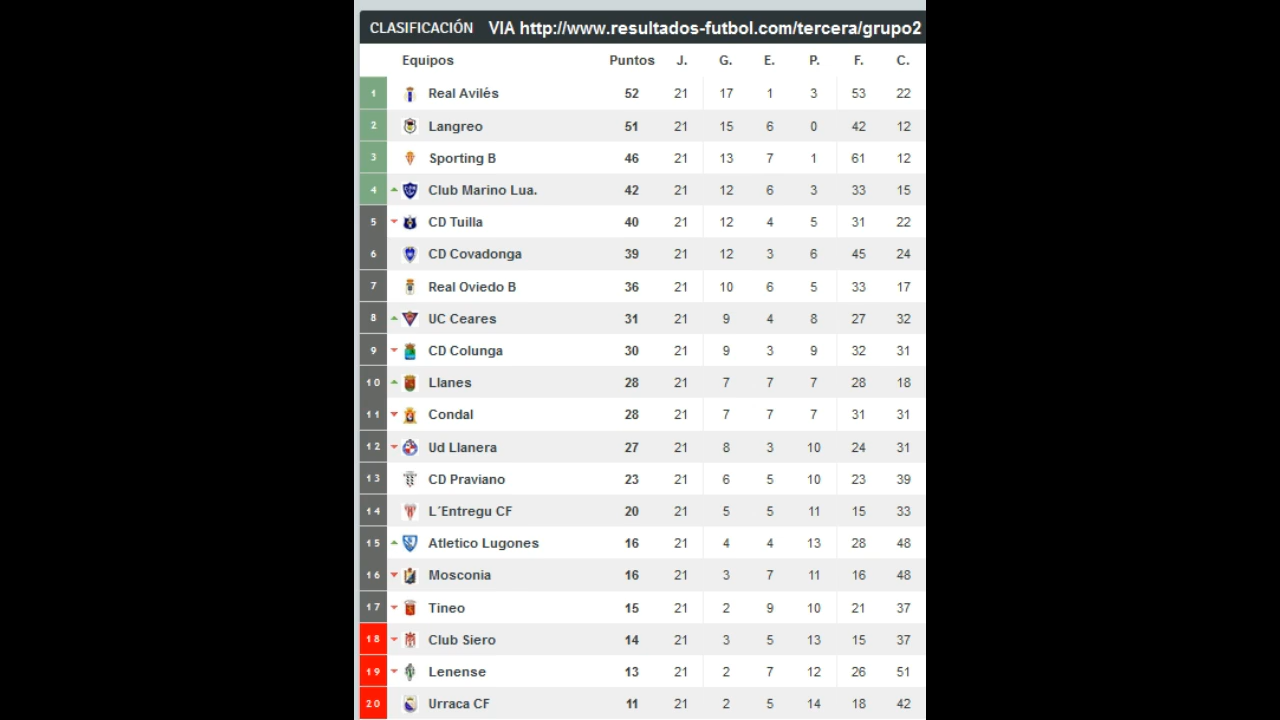 CLASIFICACIÓN VIA http://www.resultados-futbol.com/tercera/grupo2
Equipos Puntos J. G. E. P. F. C.
1 Real Avilés 52 21 17 1 3 53 22
2 Langreo 51 21 15 6 0 42 12
3 Sporting B 46 21 13 7 1 61 12
4 Club Marino Lua. 42 21 12 6 3 33 15
5 CD Tuilla 40 21 12 4 5 31 22
6 CD Covadonga 39 21 12 3 6 45 24
7 Real Oviedo B 36 21 10 6 5 33 17
8 UC Ceares 31 21 9 4 8 27 32
9 CD Colunga 30 21 9 3 9 32 31
10 Llanes 28 21 7 7 7 28 18
11 Condal 28 21 7 7 7 31 31
12 Ud Llanera 27 21 8 3 10 24 31
13 CD Praviano 23 21 6 5 10 23 39
14 L´Entregu CF 20 21 5 5 11 15 33
15 Atletico Lugones 16 21 4 4 13 28 48
16 Mosconia 16 21 3 7 11 16 48
17 Tineo 15 21 2 9 10 21 37
18 Club Siero 14 21 3 5 13 15 37
19 Lenense 13 21 2 7 12 26 51
20 Urraca CF 11 21 2 5 14 18 42